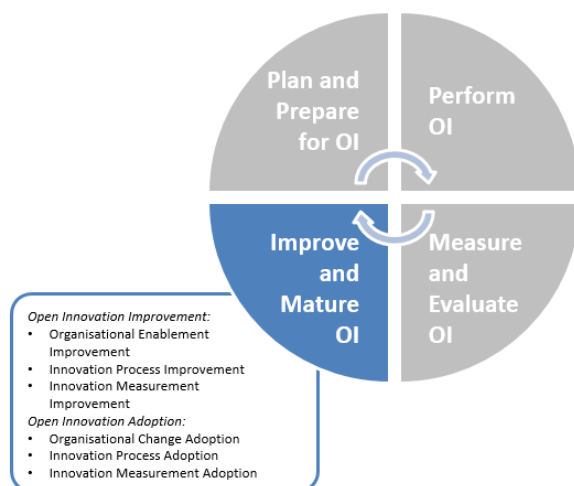 Plan and
Prepare
for OI
Perform
OI
Improve
and
Mature
OI
Measure
and
Evaluate
OI
Open Innovation Improvement:
• Organisational Enablement
Improvement
• Innovation Process Improvement
• Innovation Measurement
Improvement
Open Innovation Adoption:
• Organisational Change Adoption
• Innovation Process Adoption
• Innovation Measurement Adoption